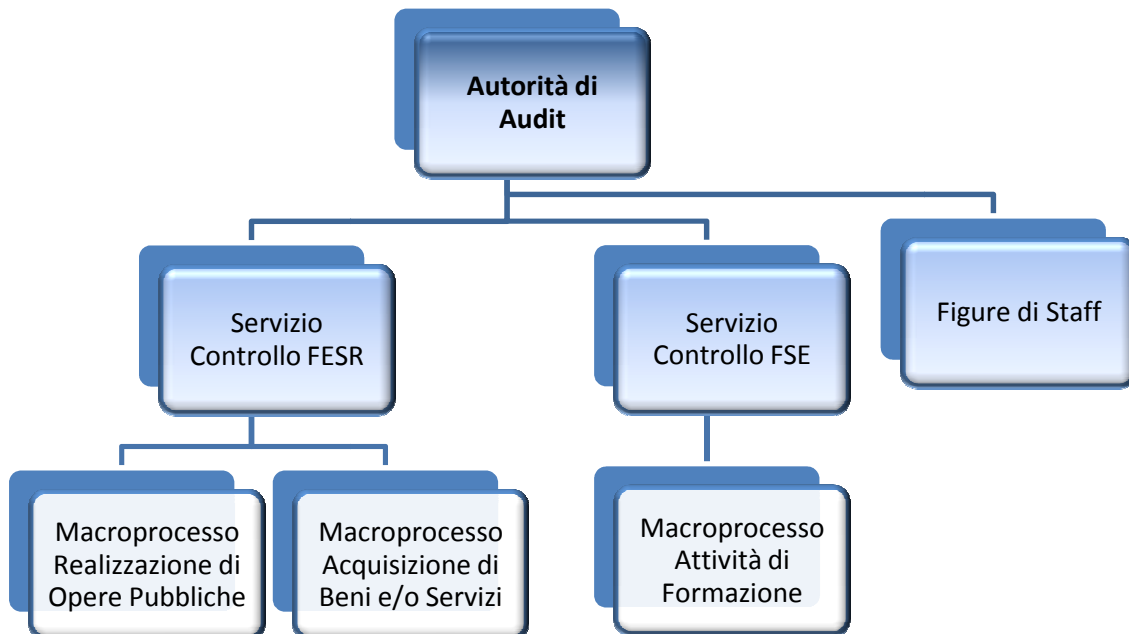 Autorità di
Audit
Servizio
Controllo FESR
Servizio
Controllo FSE
Figure di Staff
Macroprocesso
Realizzazione di
Opere Pubbliche
Macroprocesso
Acquisizione di
Beni e/o Servizi
Macroprocesso
Attività di
Formazione